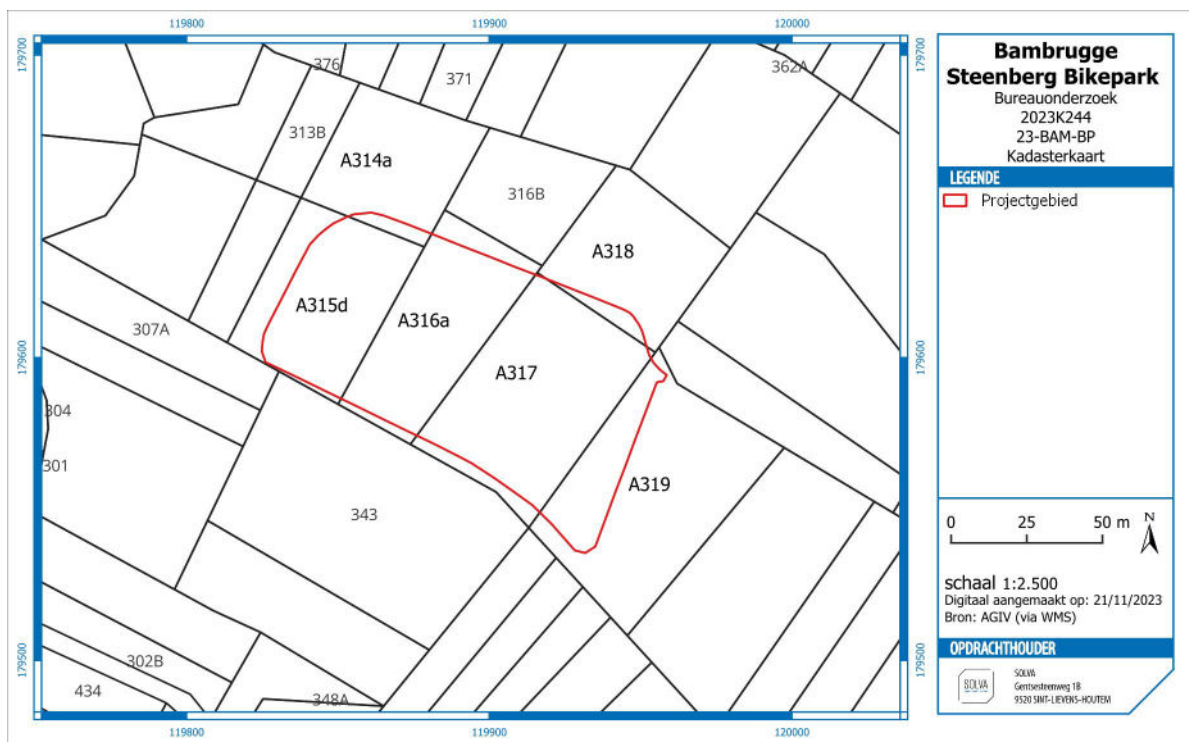 119800
119900
120000
179700
179700
376
371
362A
313B
A314a
316B
A318
A315d
A316a
307A
179600
179600
A317
304
301
A319
343
179500
179500
302B
434
348A
119800
119900
120000
Bambrugge
Steenberg Bikepark
Bureauonderzoek
2023K244
23-BAM-BP
Kadasterkaart
LEGENDE
Projectgebied
0 25 50 m
N
schaal 1:2.500
Digitaal aangemaakt op: 21/11/2023
Bron: AGIV (via WMS)
OPDRACHTHOUDER
SOLVA
SOLVA
Gentsesteenweg 1B
9520 SINT-LIEVENS-HOUTEM